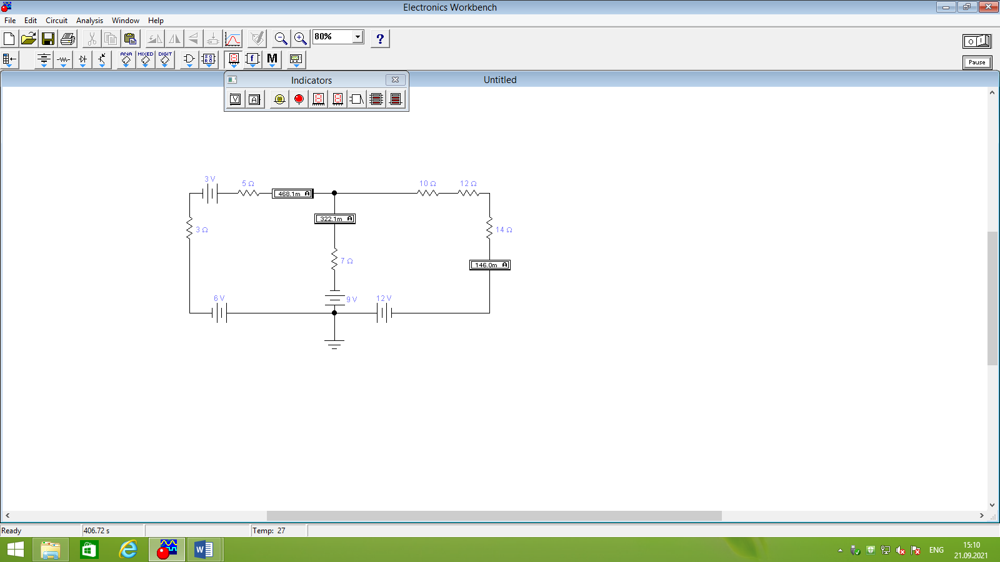 Electronics Workbench
File Edit Circuit Analysis Window Help
80%
?
O I
ANA MIXED DIGIT
f M
Pause
Indicators
Untitled
V A
3 V
5 Ω
468.1m A
10 Ω
12 Ω
322.1m A
3 Ω
14 Ω
7 Ω
146.0m A
6 V
9 V
12 V
Ready
406.72 s
Temp: 27
ENG
15:10
21.09.2021